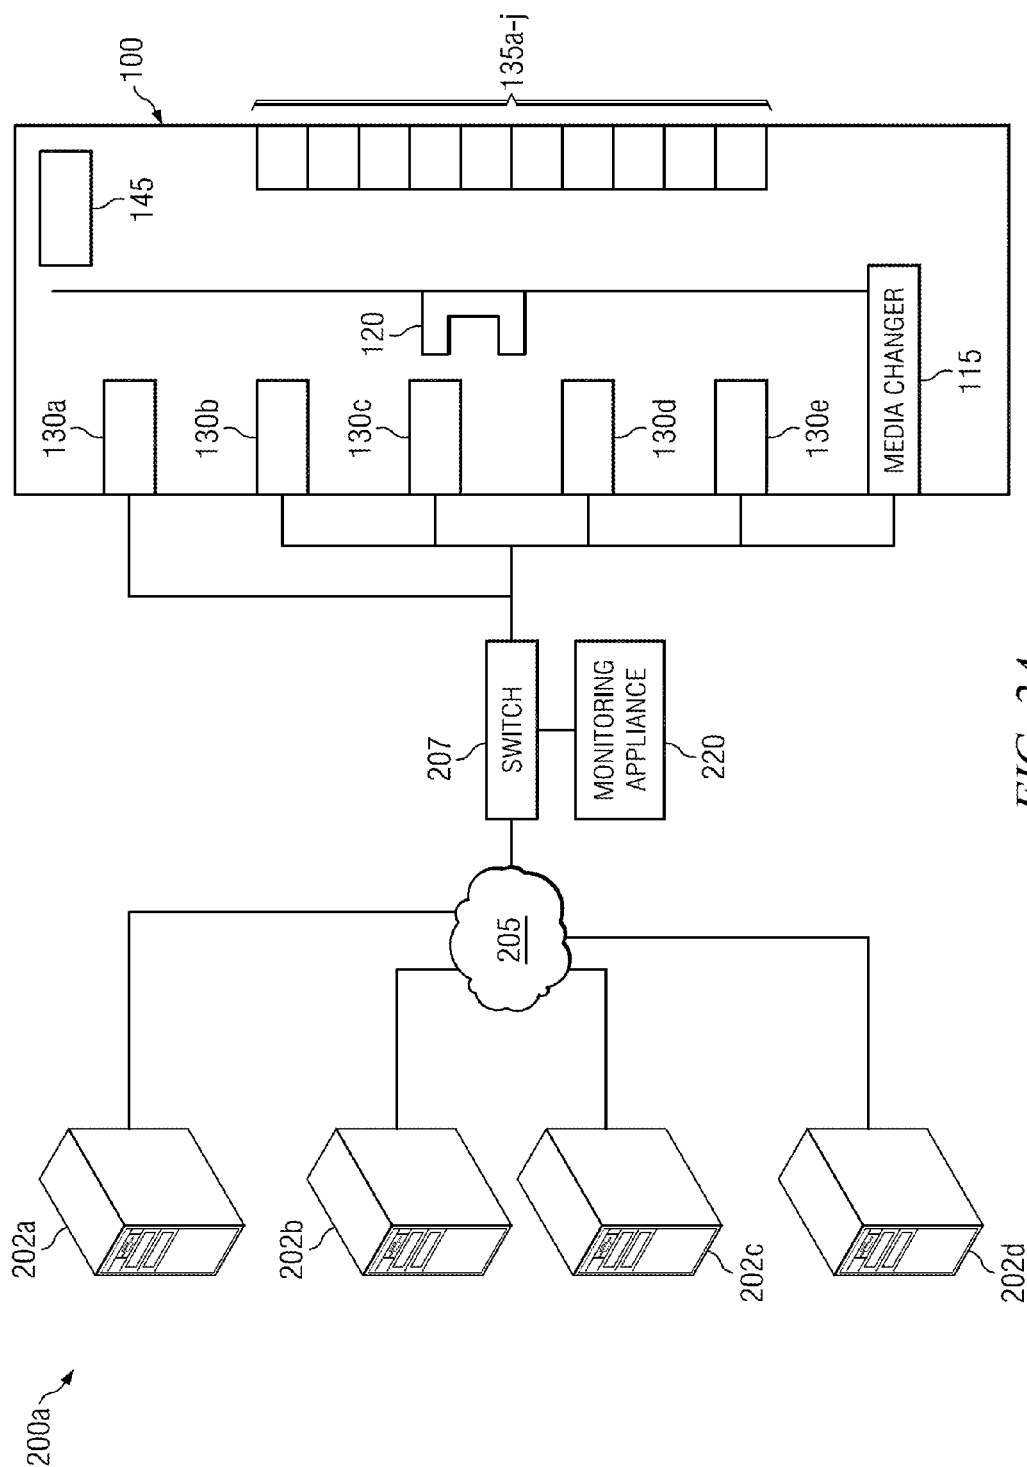 200a
202a
130a
145
100
202b
130b
130c
120
207
SWITCH
205
135a-j
MONITORING
APPLIANCE
220
130d
202c
130e
MEDIA CHANGER
115
202d
FIG. 2A